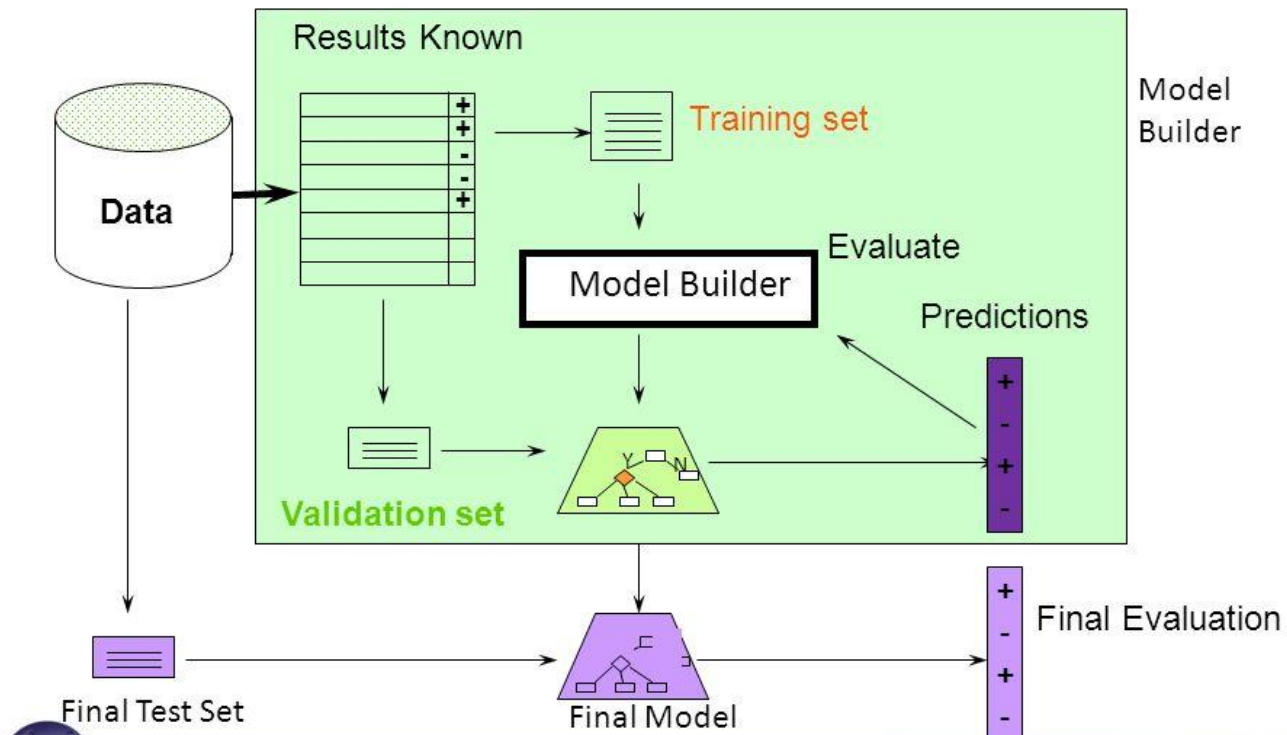 Results Known
Model
Builder
+
+
-
-
+
Training set
Data
Evaluate
Model Builder
Predictions
+
-
+
-
Y
N
Validation set
+
-
+
-
Final Evaluation
Final Test Set
Final Model